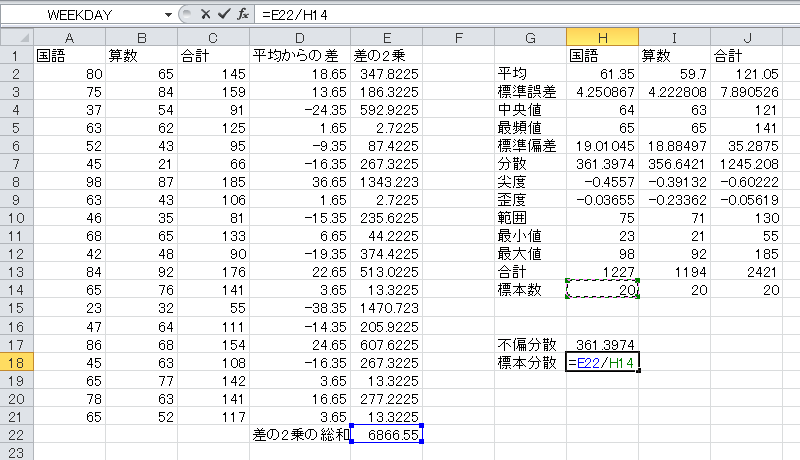 WEEKDAY fx =E22/H14
A B C D E F G H I J
1 国語 算数 合計 平均からの差 差の2乗 国語 算数 合計
2 80 65 145 18.65 347.8225 平均 61.35 59.7 121.05
3 75 84 159 13.65 186.3225 標準誤差 4.250867 4.222808 7.890526
4 37 54 91 -24.35 592.9225 中央値 64 63 121
5 63 62 125 1.65 2.7225 最頻値 65 65 141
6 52 43 95 -9.35 87.4225 標準偏差 19.01045 18.88497 35.2875
7 45 21 66 -16.35 267.3225 分散 361.3974 356.6421 1245.208
8 98 87 185 36.65 1343.223 尖度 -0.4557 -0.39132 -0.60222
9 63 43 106 1.65 2.7225 歪度 -0.03655 -0.23362 -0.05619
10 46 35 81 -15.35 235.6225 範囲 75 71 130
11 68 65 133 6.65 44.2225 最小値 23 21 55
12 42 48 90 -19.35 374.4225 最大値 98 92 185
13 84 92 176 22.65 513.0225 合計 1227 1194 2421
14 65 76 141 3.65 13.3225 標本数 20 20 20
15 23 32 55 -38.35 1470.723
16 47 64 111 -14.35 205.9225
17 86 68 154 24.65 607.6225 不偏分散 361.3974
18 45 63 108 -16.35 267.3225 標本分散 =E22/H14
19 65 77 142 3.65 13.3225
20 78 63 141 16.65 277.2225
21 65 52 117 3.65 13.3225
22 差の2乗の総和 6866.55
23